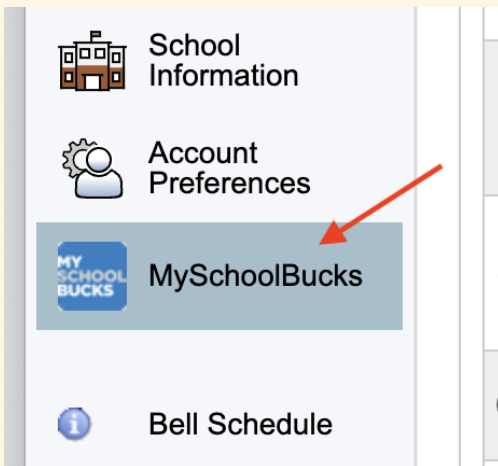 School
Information
Account
Preferences
MY
SCHOOL
BUCKS
MySchoolBucks
Bell Schedule